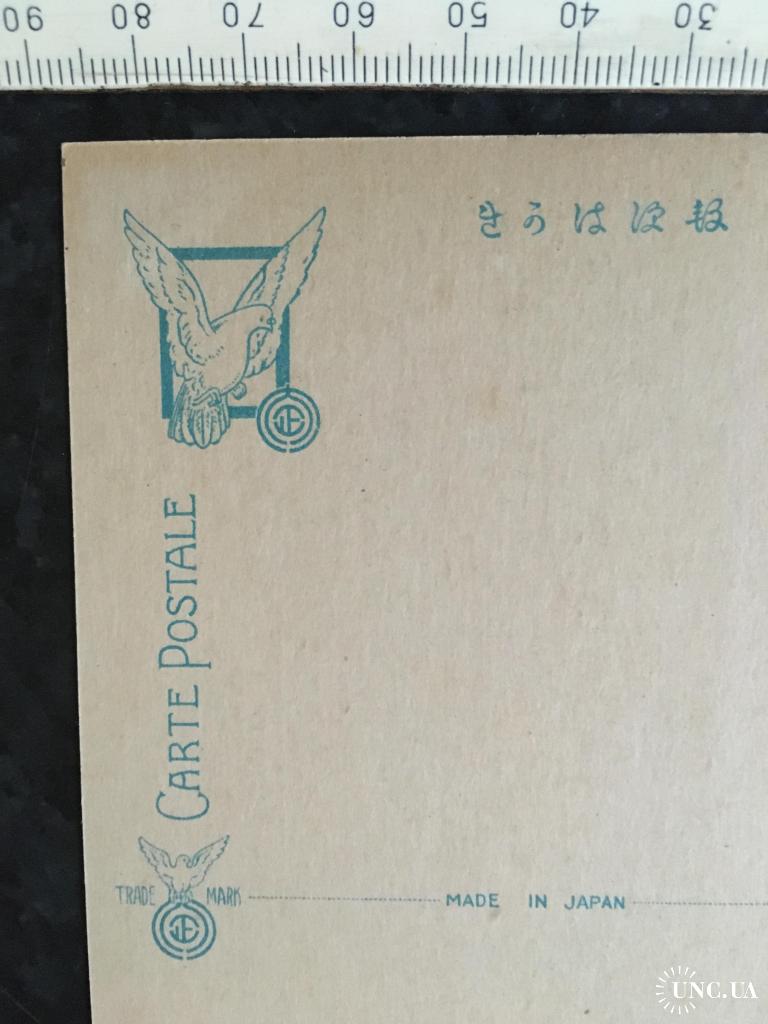 90 80 70 60 50 40 30
郵便はかき
CARTE POSTALE
TRADE MARK
MADE IN JAPAN
UNC.UA